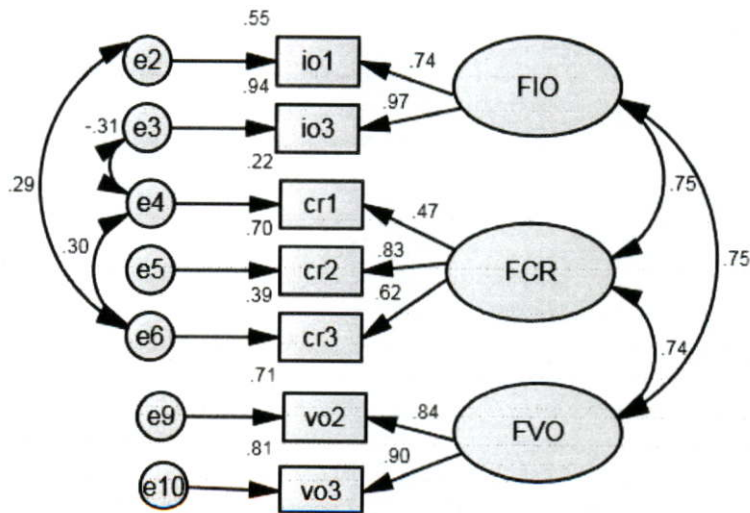 .55
e2 io1 .74 FIO
.94
-.31 e3 io3 .97
.22
.29 e4 cr1 .47 .75
.70
.30 e5 cr2 .83 FCR .75
.39
e6 cr3 .62
.71 .74
e9 vo2 .84 FVO
.81
e10 vo3 .90